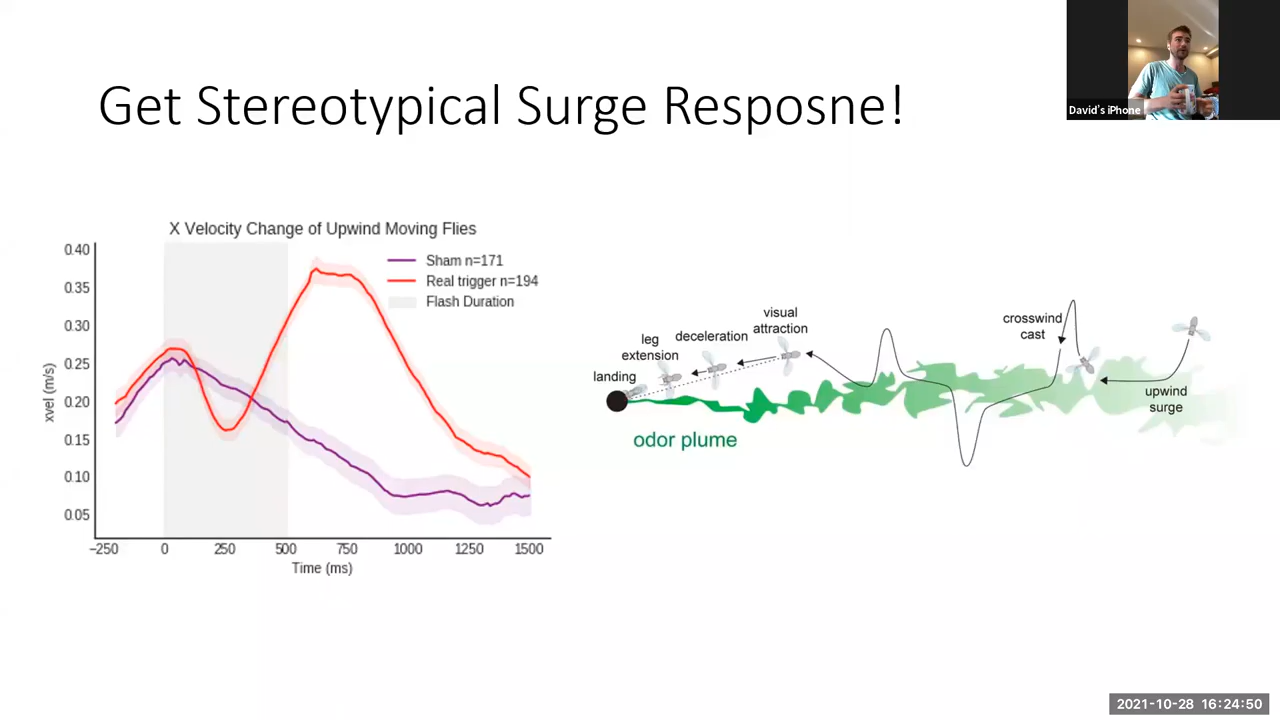 Get Stereotypical Surge Resposne!
David's iPhone
X Velocity Change of Upwind Moving Flies
Sham n=171
Real trigger n=194
Flash Duration
xvel (m/s)
0.40
0.35
0.30
0.25
0.20
0.15
0.10
0.05
−250 0 250 500 750 1000 1250 1500
Time (ms)
landing
leg
extension
deceleration
visual
attraction
crosswind
cast
upwind
surge
odor plume
2021-10-28 16:24:50